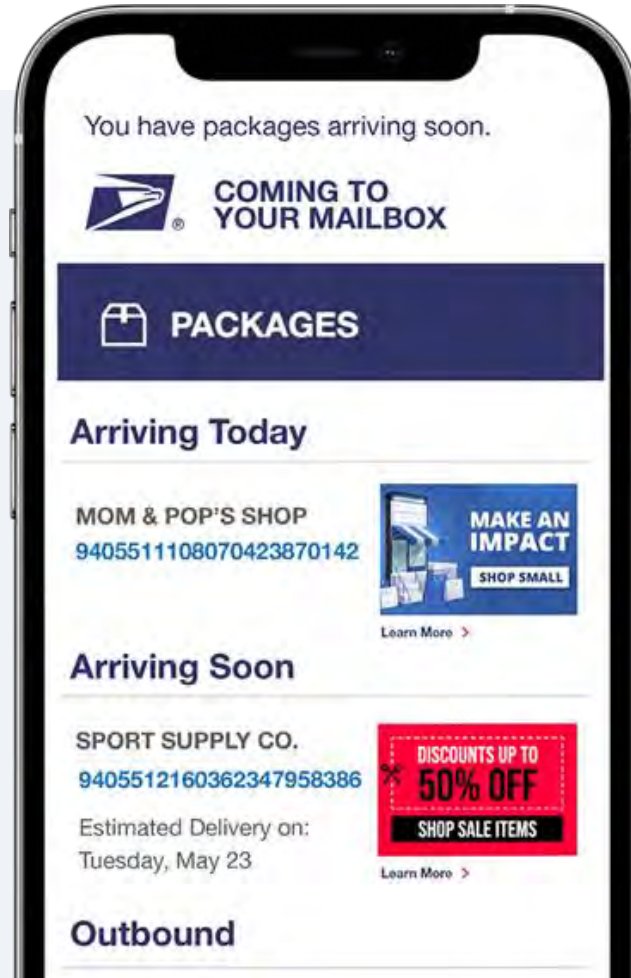 You have packages arriving soon.
®
COMING TO
YOUR MAILBOX
PACKAGES
Arriving Today
MOM & POP'S SHOP
9405511108070423870142
MAKE AN
IMPACT
SHOP SMALL
Learn More >
Arriving Soon
SPORT SUPPLY CO.
9405512160362347958386
Estimated Delivery on:
Tuesday, May 23
DISCOUNTS UP TO
50% OFF
SHOP SALE ITEMS
Learn More >
Outbound